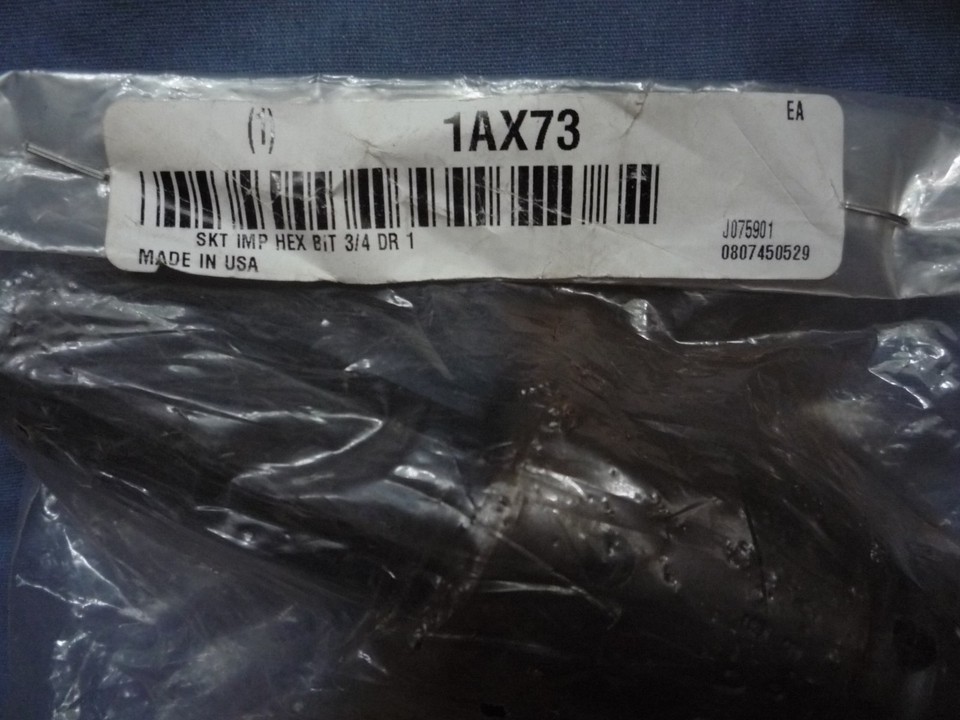 (1) 1AX73 EA
SKT IMP HEX BIT 3/4 DR 1
MADE IN USA
J075901
0807450529